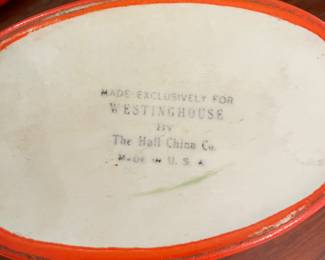 MADE EXCLUSIVELY FOR
WESTINGHOUSE
BY
The Hall China Co.
MADE IN U. S. A.